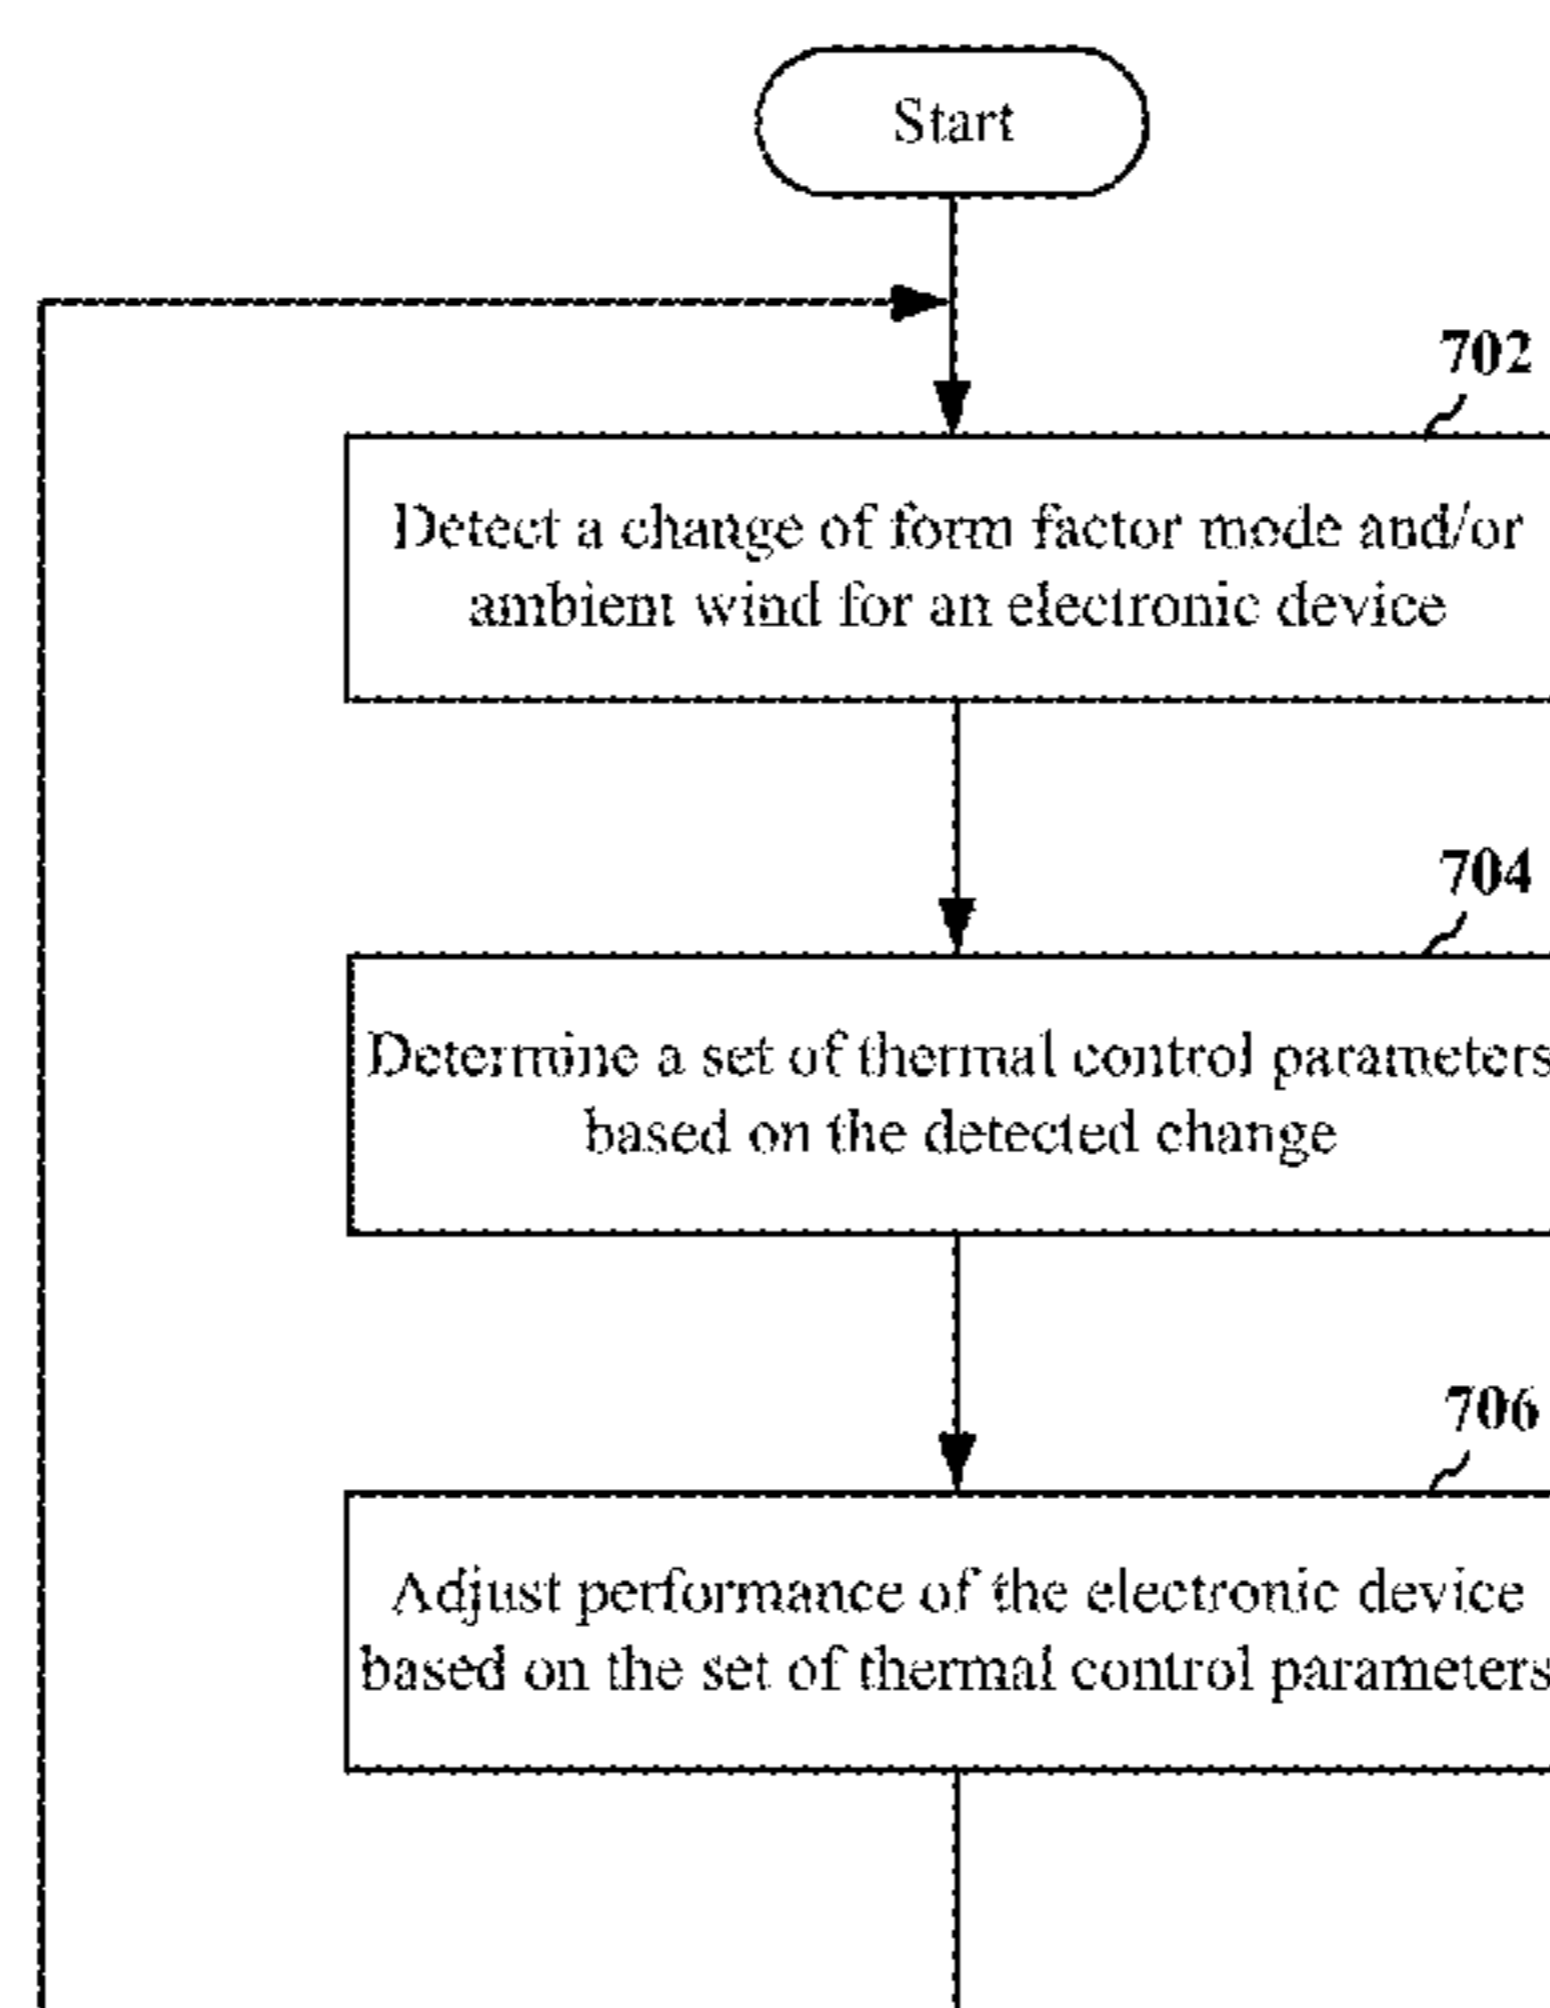 Start
702
Detect a change of form factor mode and/or
ambient wind for an electronic device
704
Determine a set of thermal control parameters
based on the detected change
706
Adjust performance of the electronic device
based on the set of thermal control parameters